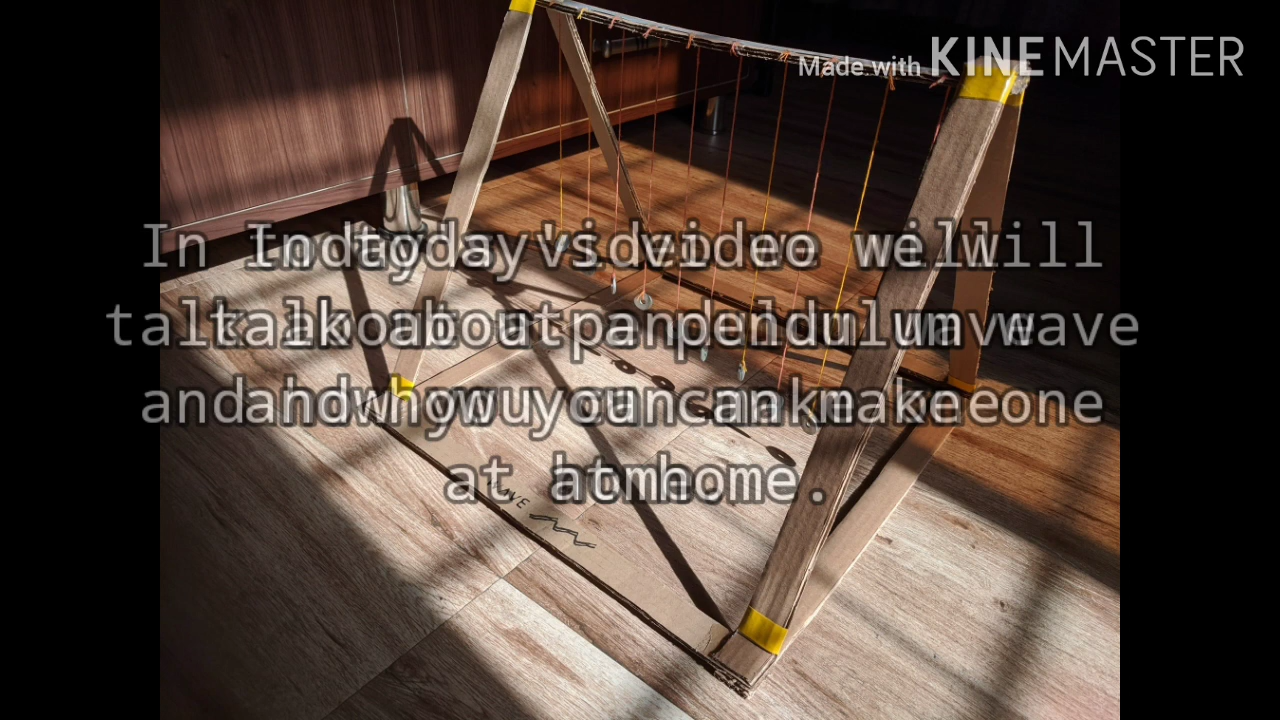 Made with KINEMASTER
In today's video we will
talk about pendulum wave
and how you can make one
at home.
WAVE